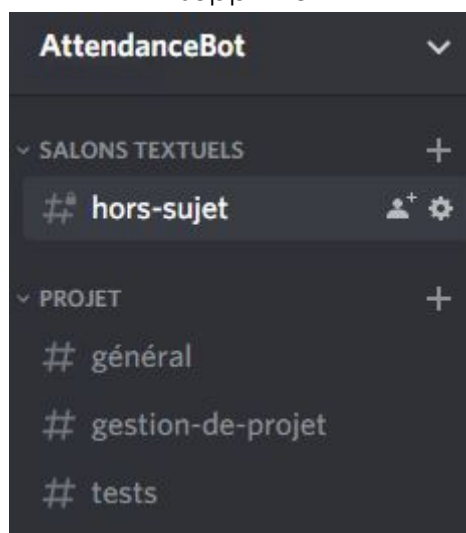 AttendanceBot
SALONS TEXTUELS
# hors-sujet
PROJET
# général
# gestion-de-projet
# tests